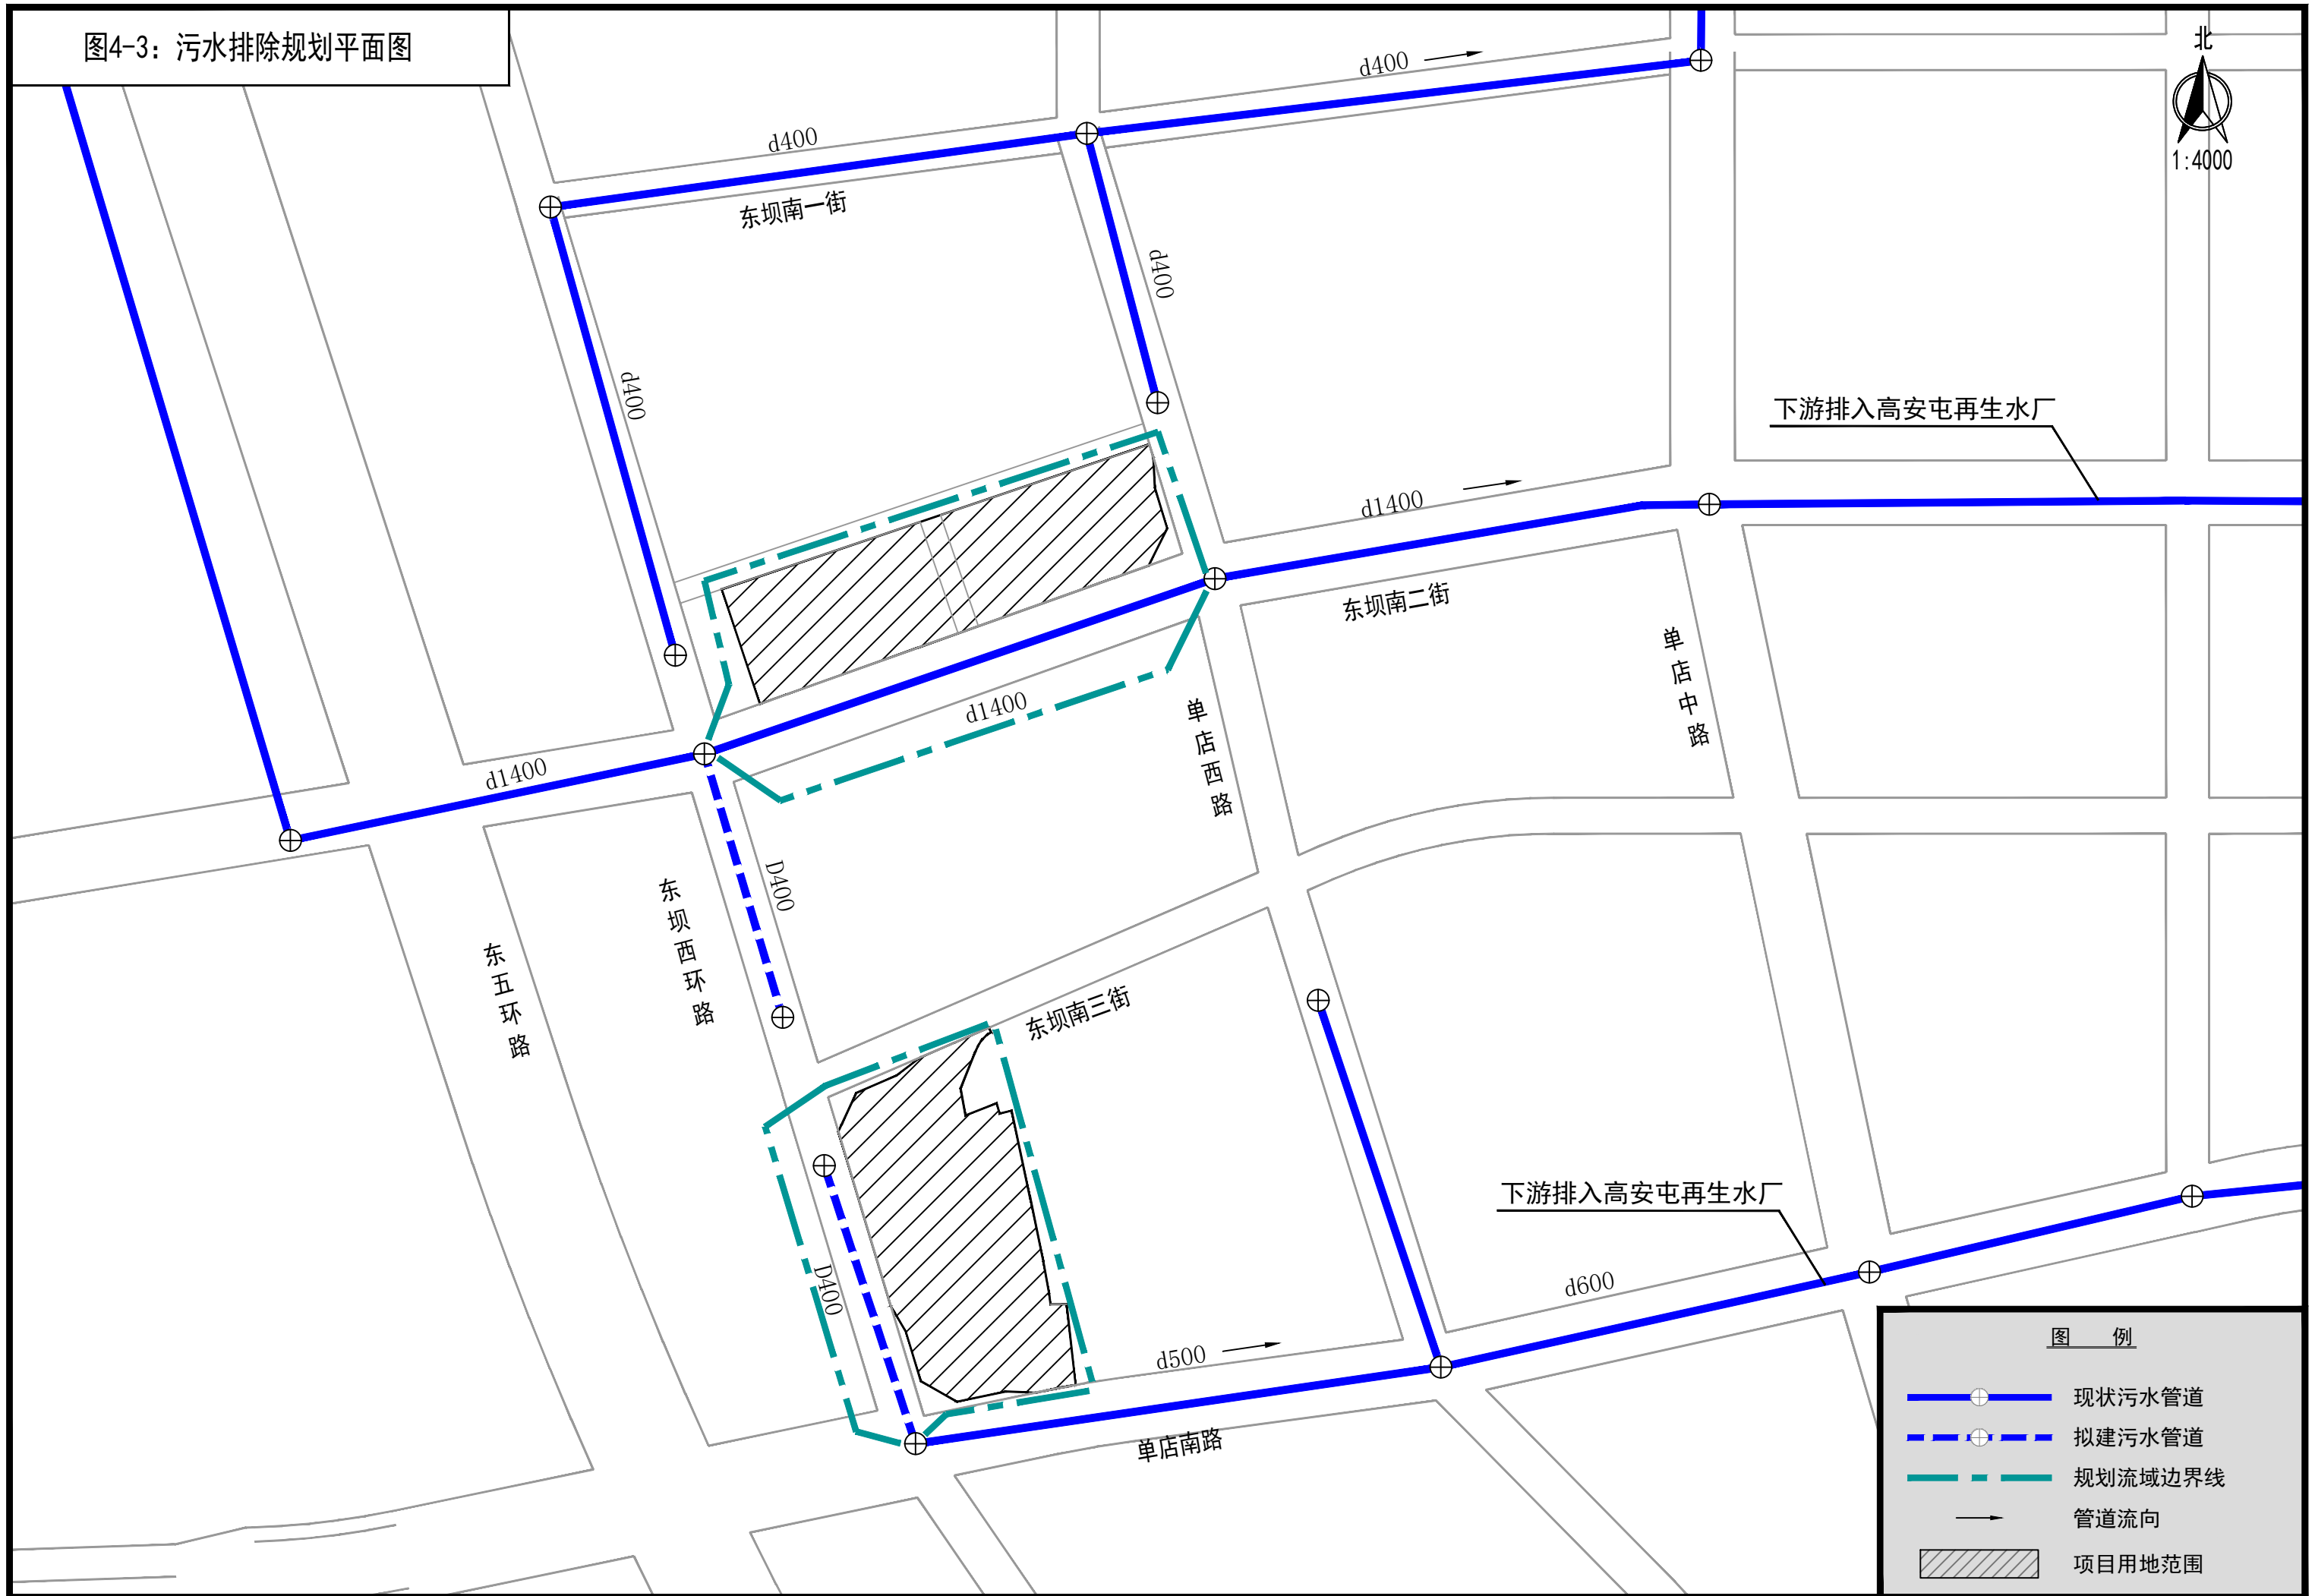 图4-3：污水排除规划平面图
北
1:4000
d400
d400
东坝南一街
d400
d400
下游排入高安屯再生水厂
d1400
东坝南二街
单店中路
d1400
单店西路
d1400
D400
东坝西环路
东五环路
东坝南三街
下游排入高安屯再生水厂
D400
d600
d500
单店南路
图 例
现状污水管道
拟建污水管道
规划流域边界线
管道流向
项目用地范围